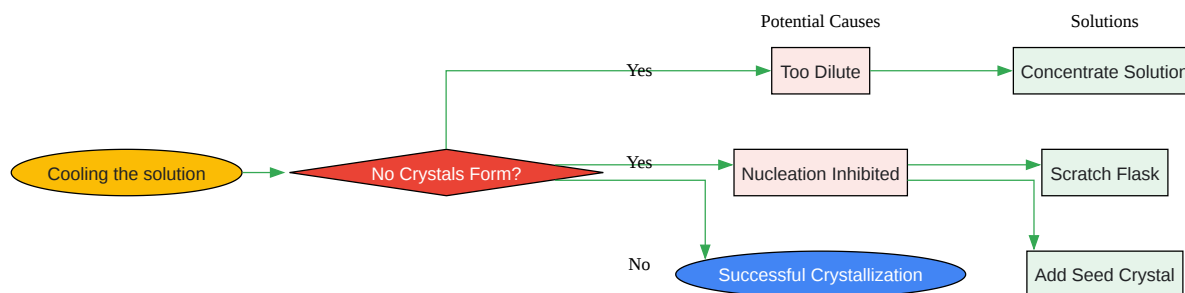 Potential Causes
Solutions
Yes
Too Dilute
Concentrate Solution
Cooling the solution
No Crystals Form?
Yes
Nucleation Inhibited
Scratch Flask
No
Successful Crystallization
Add Seed Crystal